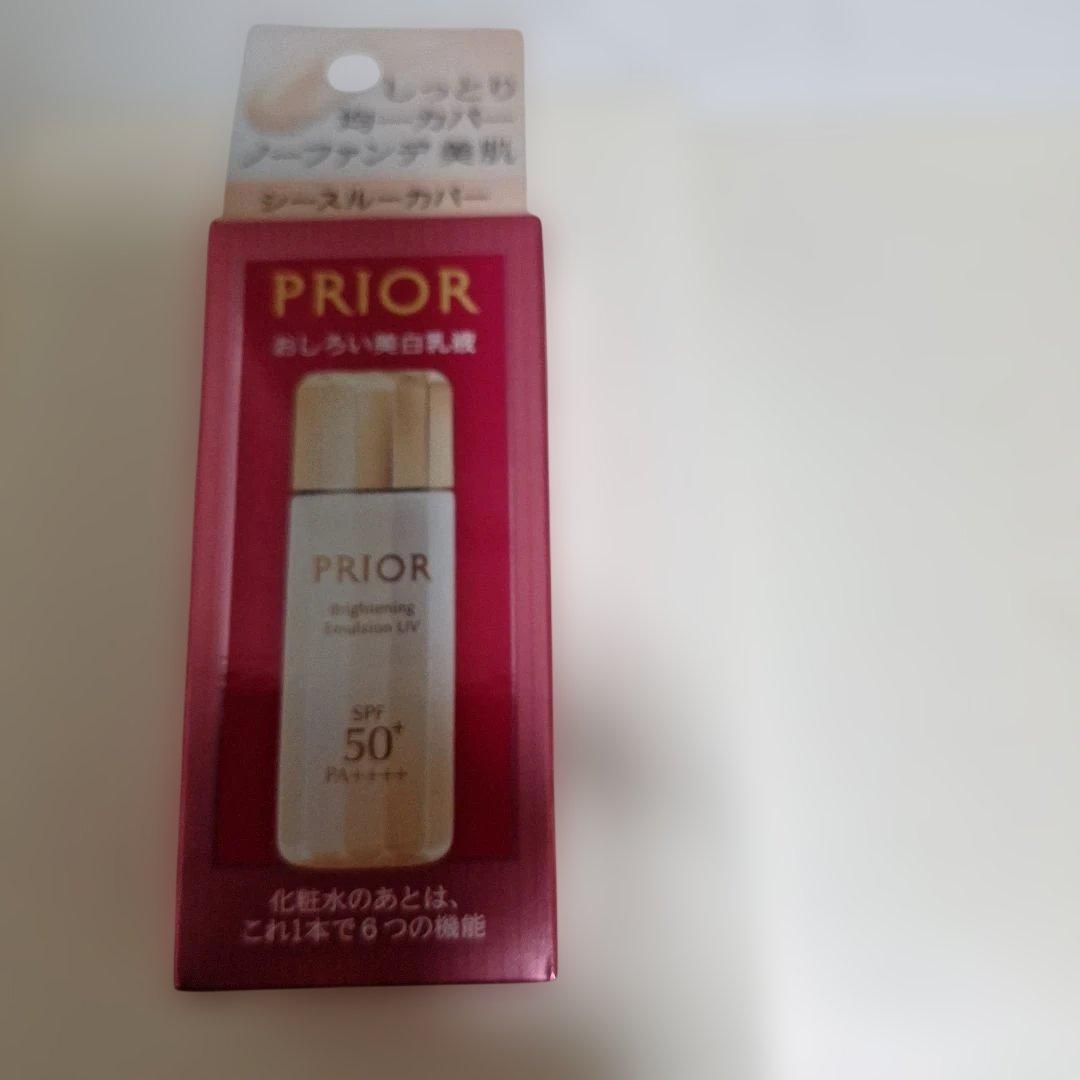 しっとり
均一カバー
ノーファンデ美肌
シースルーカバー
PRIOR
おしろい美白乳液
PRIOR
Brightening
Emulsion UV
SPF
50+
PA++++
化粧水のあとは、
これ1本で6つの機能